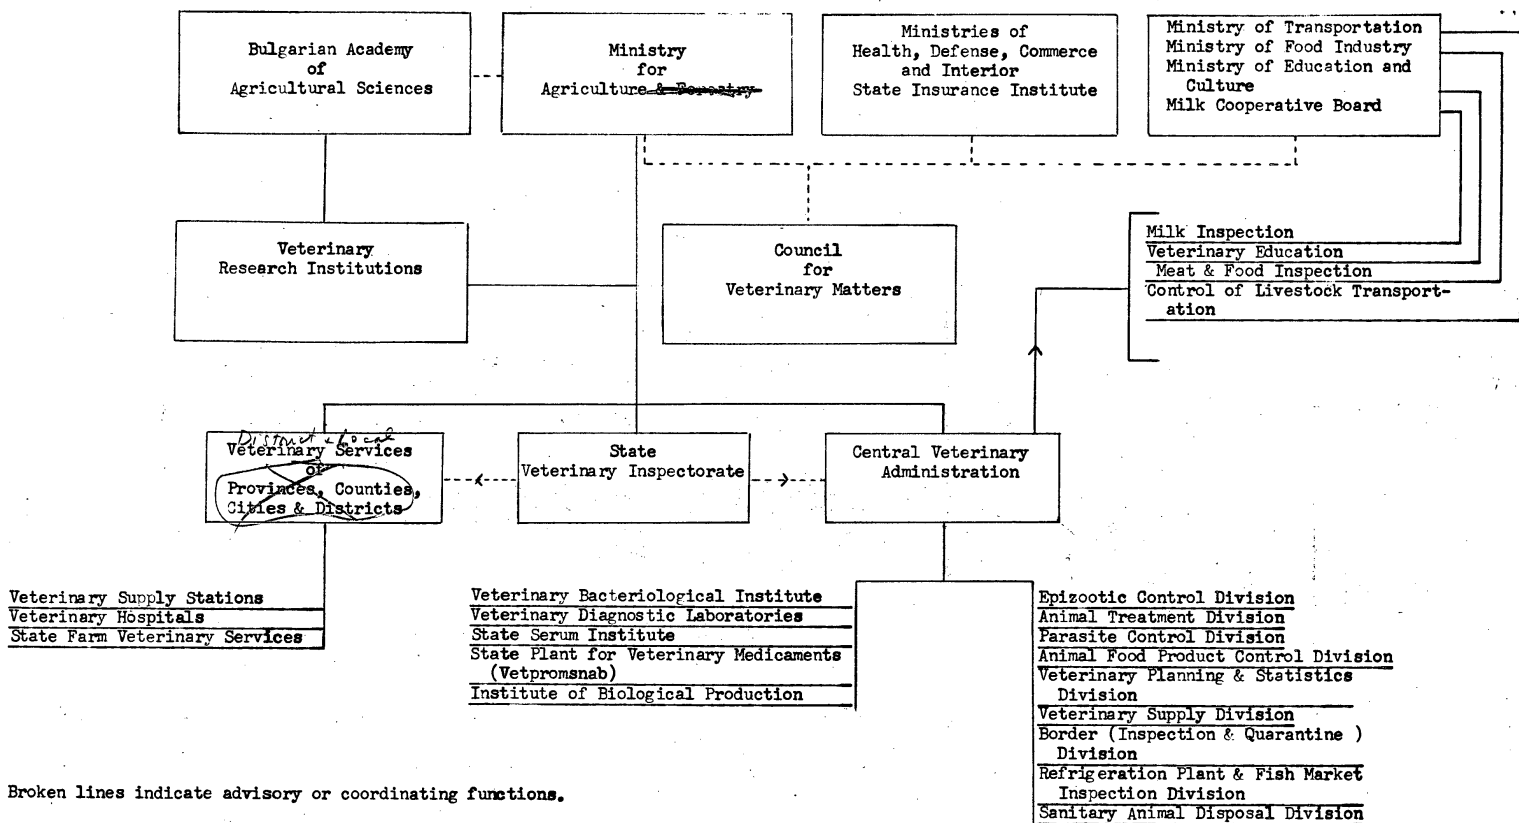 Bulgarian Academy
of
Agricultural Sciences
Ministry
for
Agriculture & Forestry
Ministries of
Health, Defense, Commerce
and Interior
State Insurance Institute
Ministry of Transportation
Ministry of Food Industry
Ministry of Education and
Culture
Milk Cooperative Board
Veterinary
Research Institutions
Council
for
Veterinary Matters
Milk Inspection
Veterinary Education
Meat & Food Inspection
Control of Livestock Transport-
ation
District & Local
Veterinary Services
of
Provinces, Counties,
Cities & Districts
State
Veterinary Inspectorate
Central Veterinary
Administration
Veterinary Supply Stations
Veterinary Hospitals
State Farm Veterinary Services
Veterinary Bacteriological Institute
Veterinary Diagnostic Laboratories
State Serum Institute
State Plant for Veterinary Medicaments
(Vetpromsnab)
Institute of Biological Production
Epizootic Control Division
Animal Treatment Division
Parasite Control Division
Animal Food Product Control Division
Veterinary Planning & Statistics
Division
Veterinary Supply Division
Border (Inspection & Quarantine )
Division
Refrigeration Plant & Fish Market
Inspection Division
Sanitary Animal Disposal Division
Broken lines indicate advisory or coordinating functions.